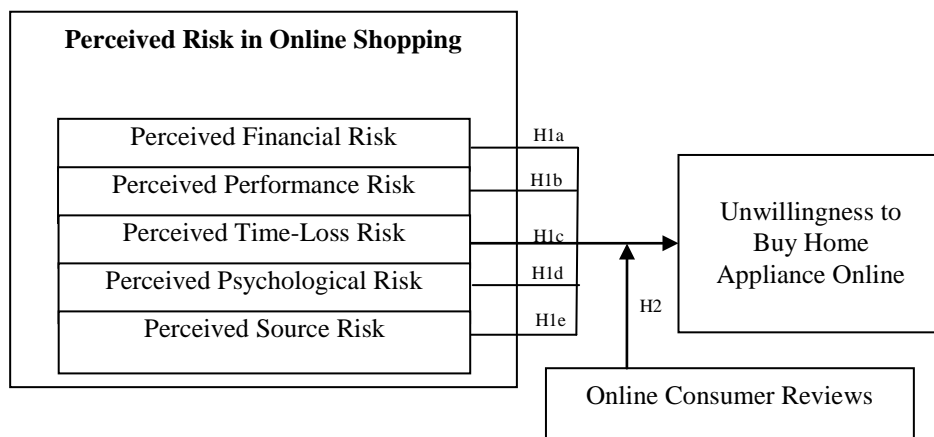 Perceived Risk in Online Shopping
Perceived Financial Risk
H1a
Perceived Performance Risk
H1b
Perceived Time-Loss Risk
H1c
Perceived Psychological Risk
H1d
Perceived Source Risk
H1e
H2
Unwillingness to
Buy Home
Appliance Online
Online Consumer Reviews